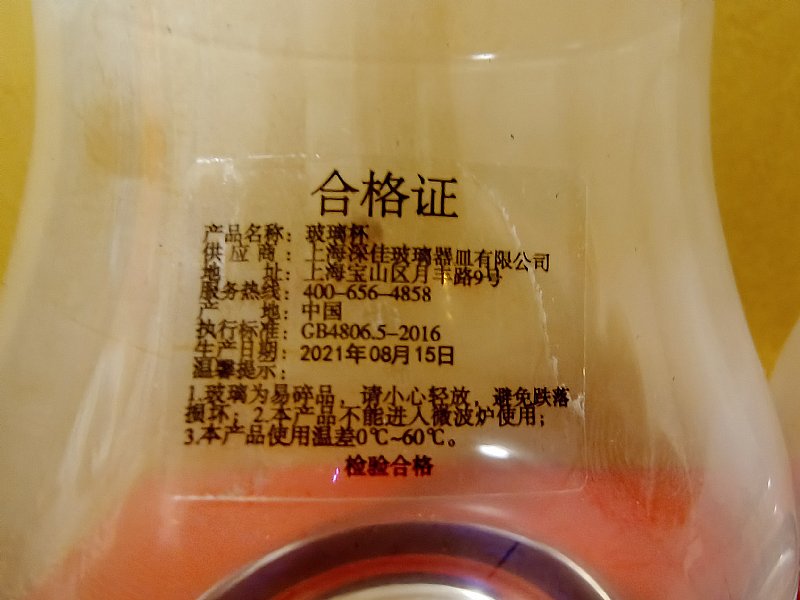 合格证
产品名称：玻璃杯
供应商：上海深佳玻璃器皿有限公司
地址：上海宝山区月丰路9号
服务热线：400-656-4858
产地：中国
执行标准：GB4806.5-2016
生产日期：2021年08月15日
温馨提示：
1.玻璃为易碎品，请小心轻放，避免跌落
损坏；2.本产品不能进入微波炉使用；
3.本产品使用温差0℃~60℃。
检验合格